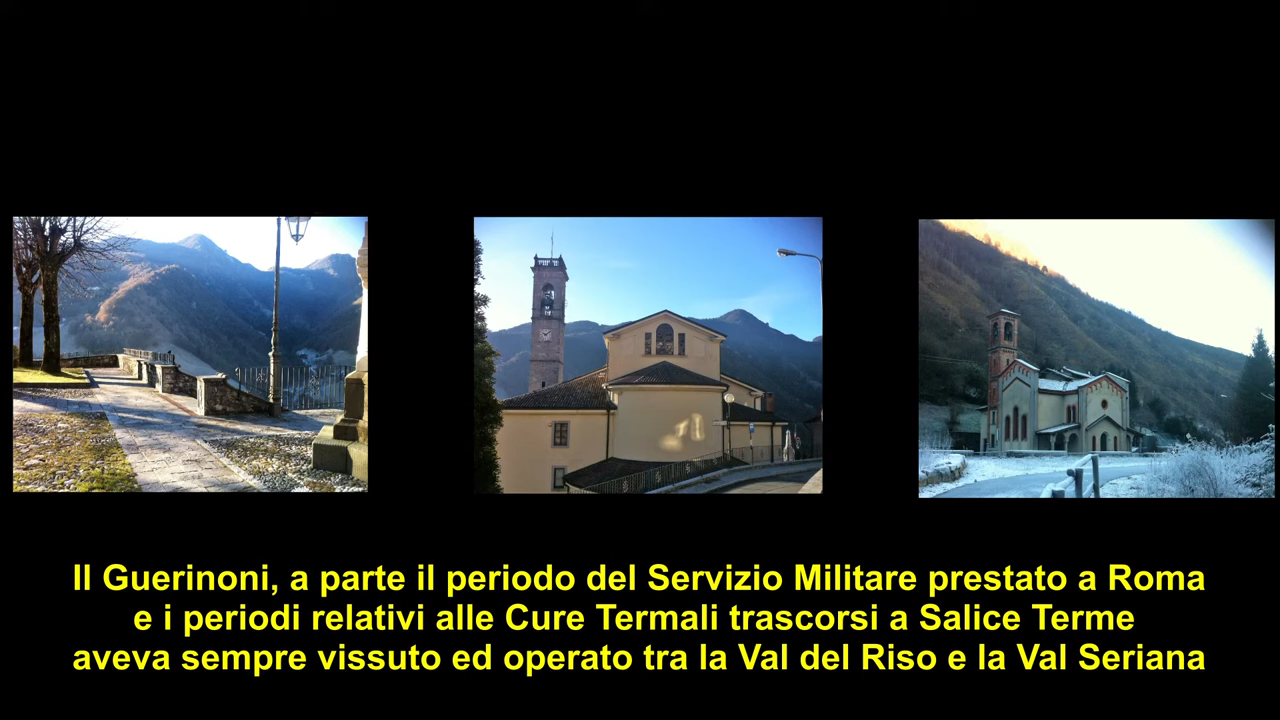 Il Guerinoni, a parte il periodo del Servizio Militare prestato a Roma
e i periodi relativi alle Cure Termali trascorsi a Salice Terme
aveva sempre vissuto ed operato tra la Val del Riso e la Val Seriana